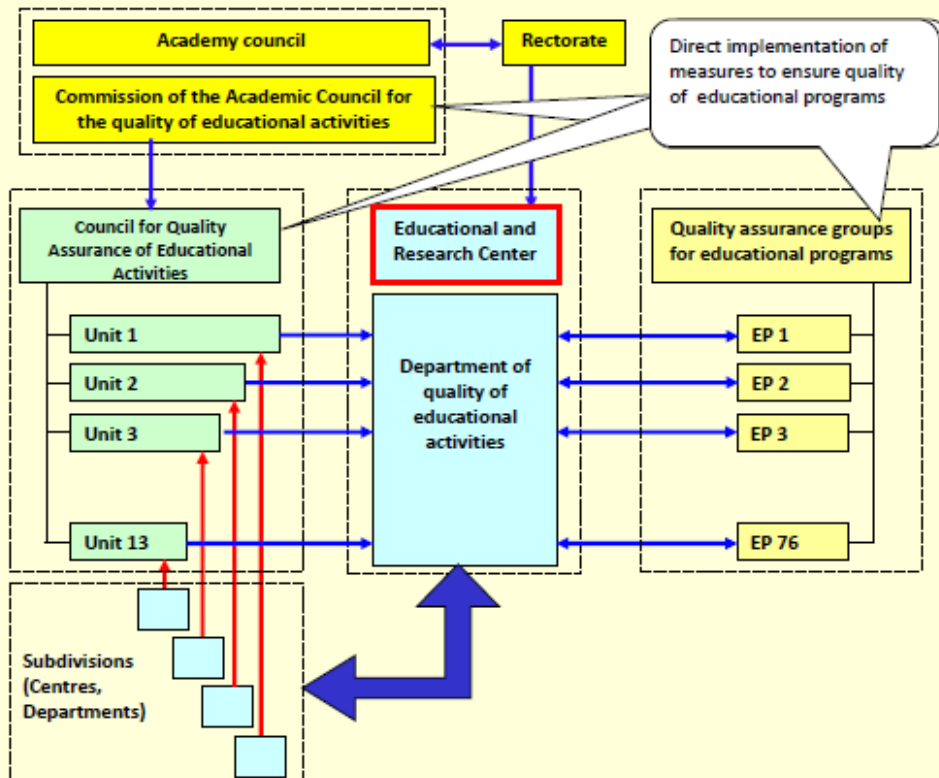 Academy council
Rectorate
Direct implementation of
measures to ensure quality
of educational programs
Commission of the Academic Council for
the quality of educational activities
Council for Quality
Assurance of Educational
Activities
Educational and
Research Center
Quality assurance groups
for educational programs
Unit 1
EP 1
Unit 2
EP 2
Department of
quality of
educational
activities
Unit 3
EP 3
Unit 13
EP 76
Subdivisions
(Centres,
Departments)